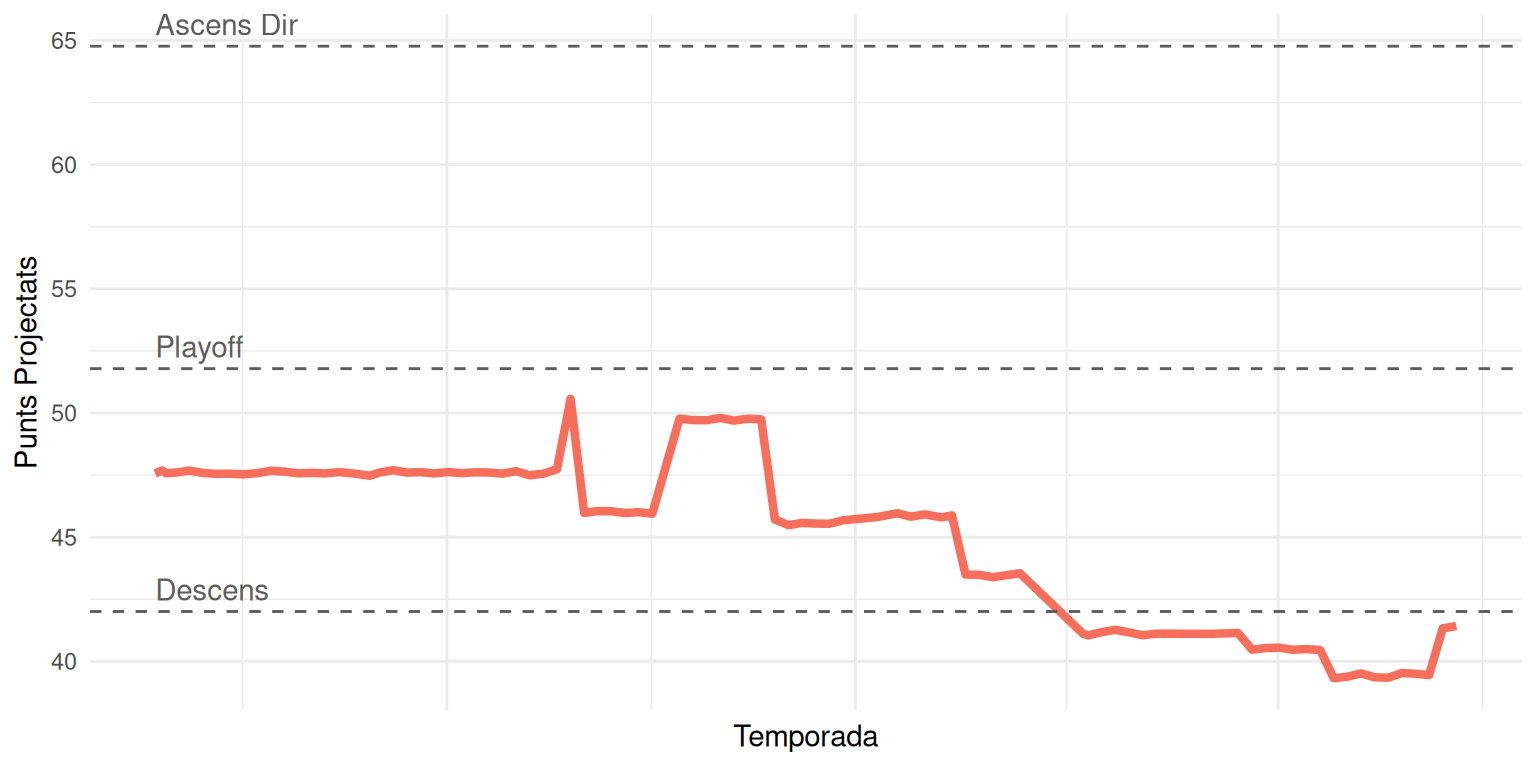 Ascens Dir
65
60
55
Playoff
50
45
Descens
40
Punts Projectats
Temporada